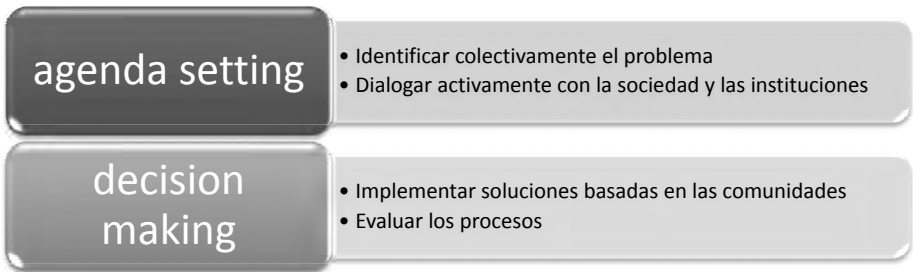 agenda setting
• Identificar colectivamente el problema
• Dialogar activamente con la sociedad y las instituciones
decision
making
• Implementar soluciones basadas en las comunidades
• Evaluar los procesos